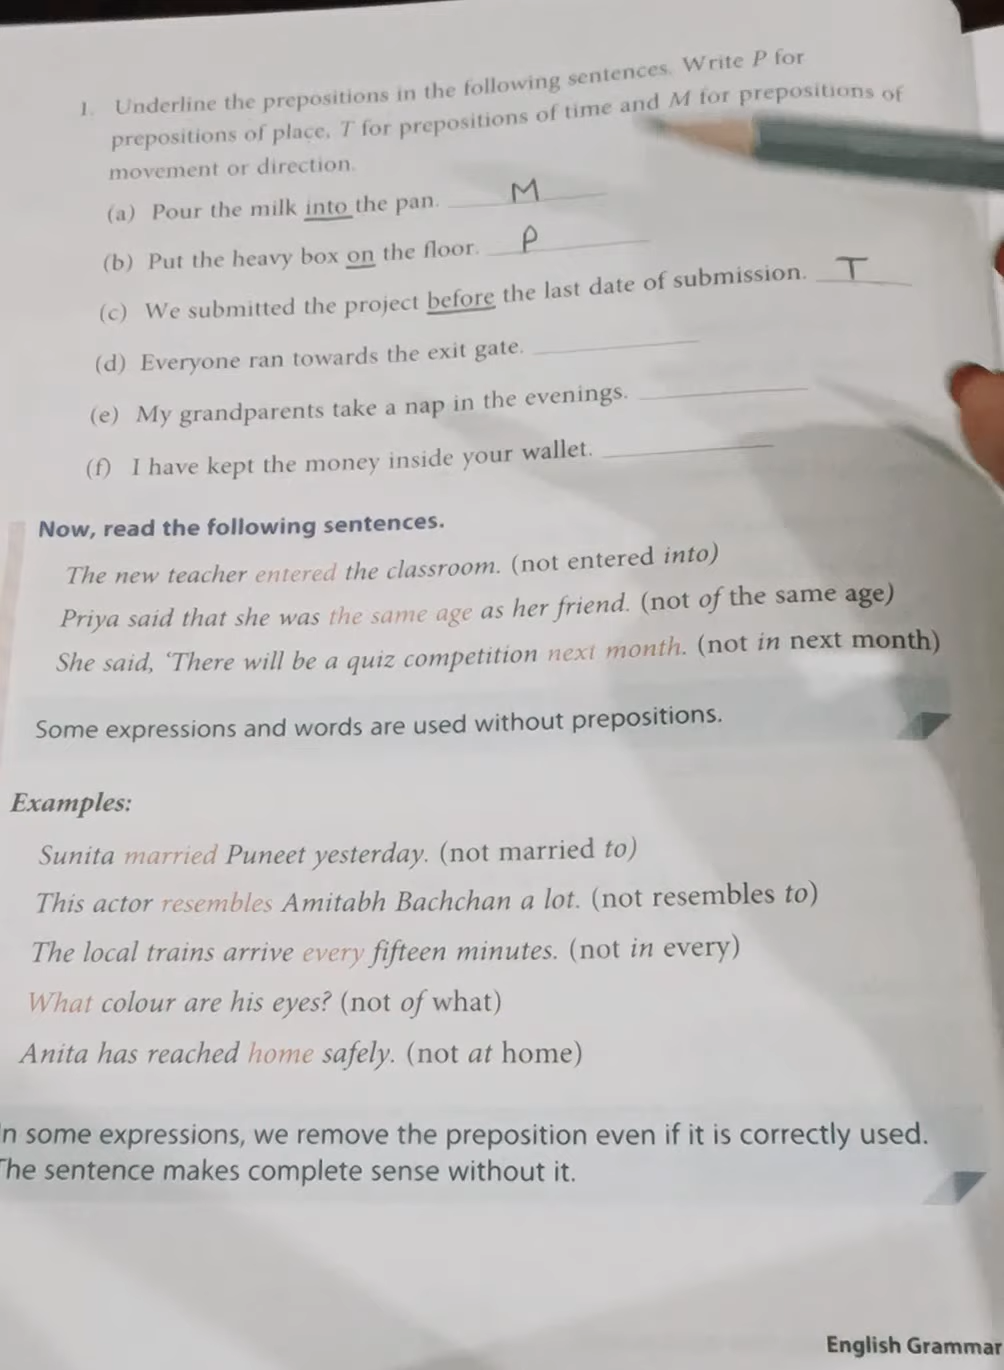 1. Underline the prepositions in the following sentences. Write P for
prepositions of place, T for prepositions of time and M for prepositions of
movement or direction.
(a) Pour the milk into the pan. M
(b) Put the heavy box on the floor. P
(c) We submitted the project before the last date of submission. T
(d) Everyone ran towards the exit gate.
(e) My grandparents take a nap in the evenings.
(f) I have kept the money inside your wallet.
Now, read the following sentences.
The new teacher entered the classroom. (not entered into)
Priya said that she was the same age as her friend. (not of the same age)
She said, ‘There will be a quiz competition next month. (not in next month)
Some expressions and words are used without prepositions.
Examples:
Sunita married Puneet yesterday. (not married to)
This actor resembles Amitabh Bachchan a lot. (not resembles to)
The local trains arrive every fifteen minutes. (not in every)
What colour are his eyes? (not of what)
Anita has reached home safely. (not at home)
n some expressions, we remove the preposition even if it is correctly used.
The sentence makes complete sense without it.
English Grammar